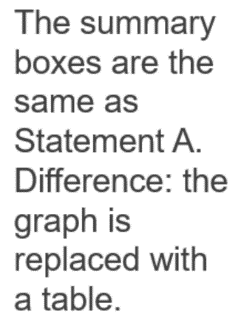 The summary
boxes are the
same as
Statement A.
Difference: the
graph is
replaced with
a table.